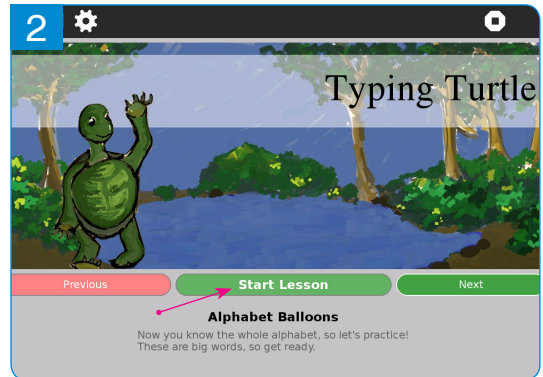 2
Typing Turtle
Previous
Start Lesson
Next
Alphabet Balloons
Now you know the whole alphabet, so let's practice!
These are big words, so get ready.